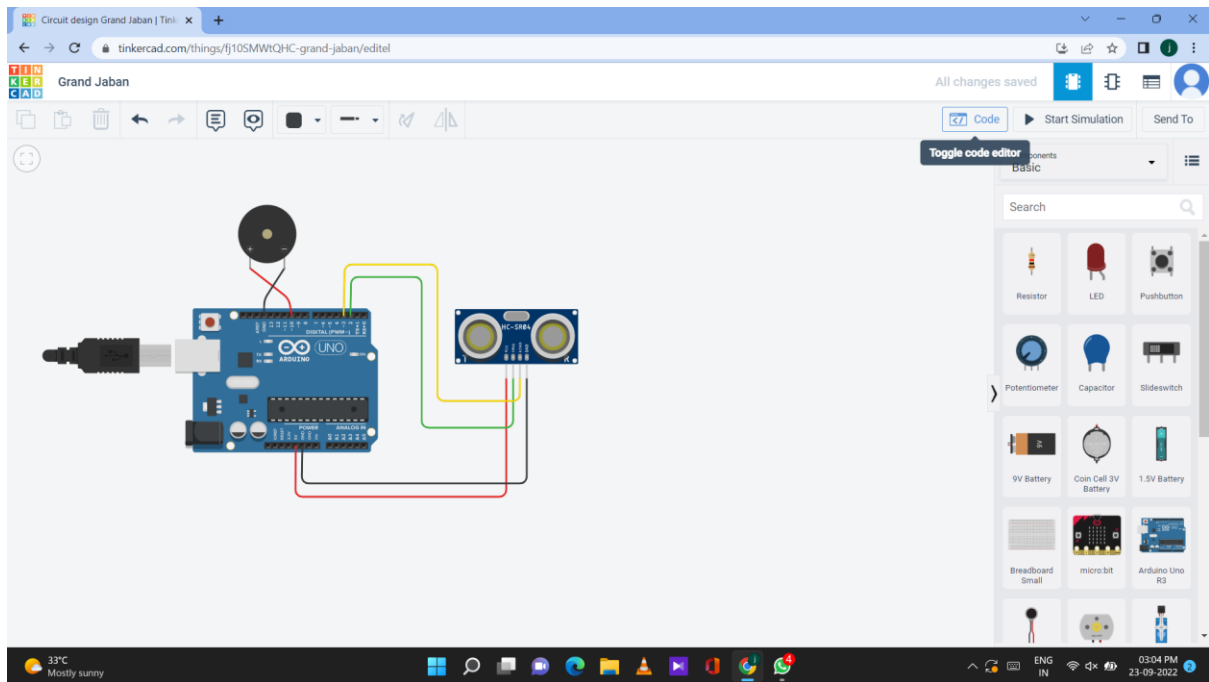 Circuit design Grand Jaban | Tink
tinkercad.com/things/fj10SMWtQHC-grand-jaban/editel
TIN
KER
CAD
Grand Jaban
All changes saved
Code
Start Simulation
Send To
Toggle code editor
Basic
Search
Resistor
LED
Pushbutton
Potentiometer
Capacitor
Slideswitch
9V Battery
Coin Cell 3V
Battery
1.5V Battery
Breadboard
Small
micro:bit
Arduino Uno
R3
DIGITAL (PWM~)
UNO
ARDUINO
POWER
ANALOG IN
HC-SR04
T
R
33°C
Mostly sunny
ENG
IN
03:04 PM
23-09-2022